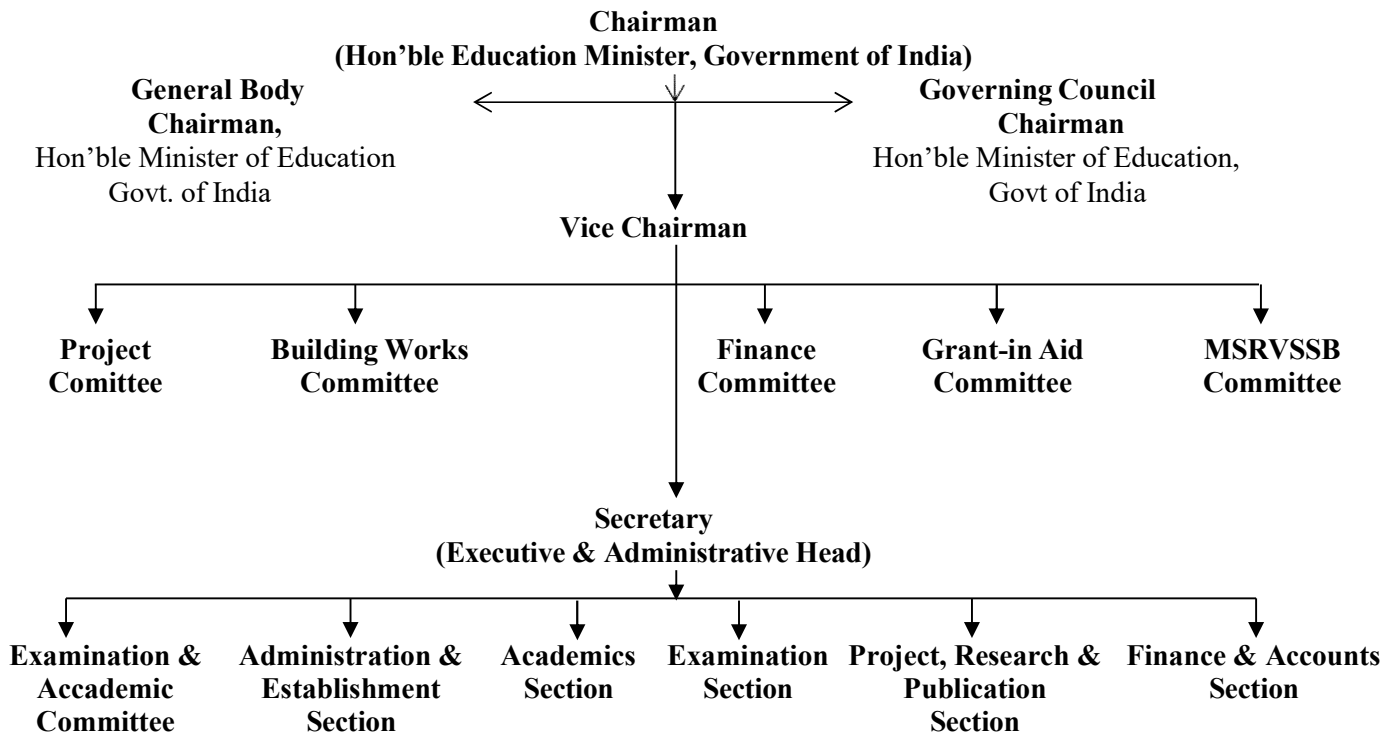 Chairman
(Hon’ble Education Minister, Government of India)
General Body
Chairman,
Hon’ble Minister of Education
Govt. of India
Governing Council
Chairman
Hon’ble Minister of Education,
Govt of India
Vice Chairman
Project
Comittee
Building Works
Committee
Finance
Committee
Grant-in Aid
Committee
MSRVSSB
Committee
Secretary
(Executive & Administrative Head)
Examination &
Accademic
Committee
Administration &
Establishment
Section
Academics
Section
Examination
Section
Project, Research &
Publication
Section
Finance & Accounts
Section